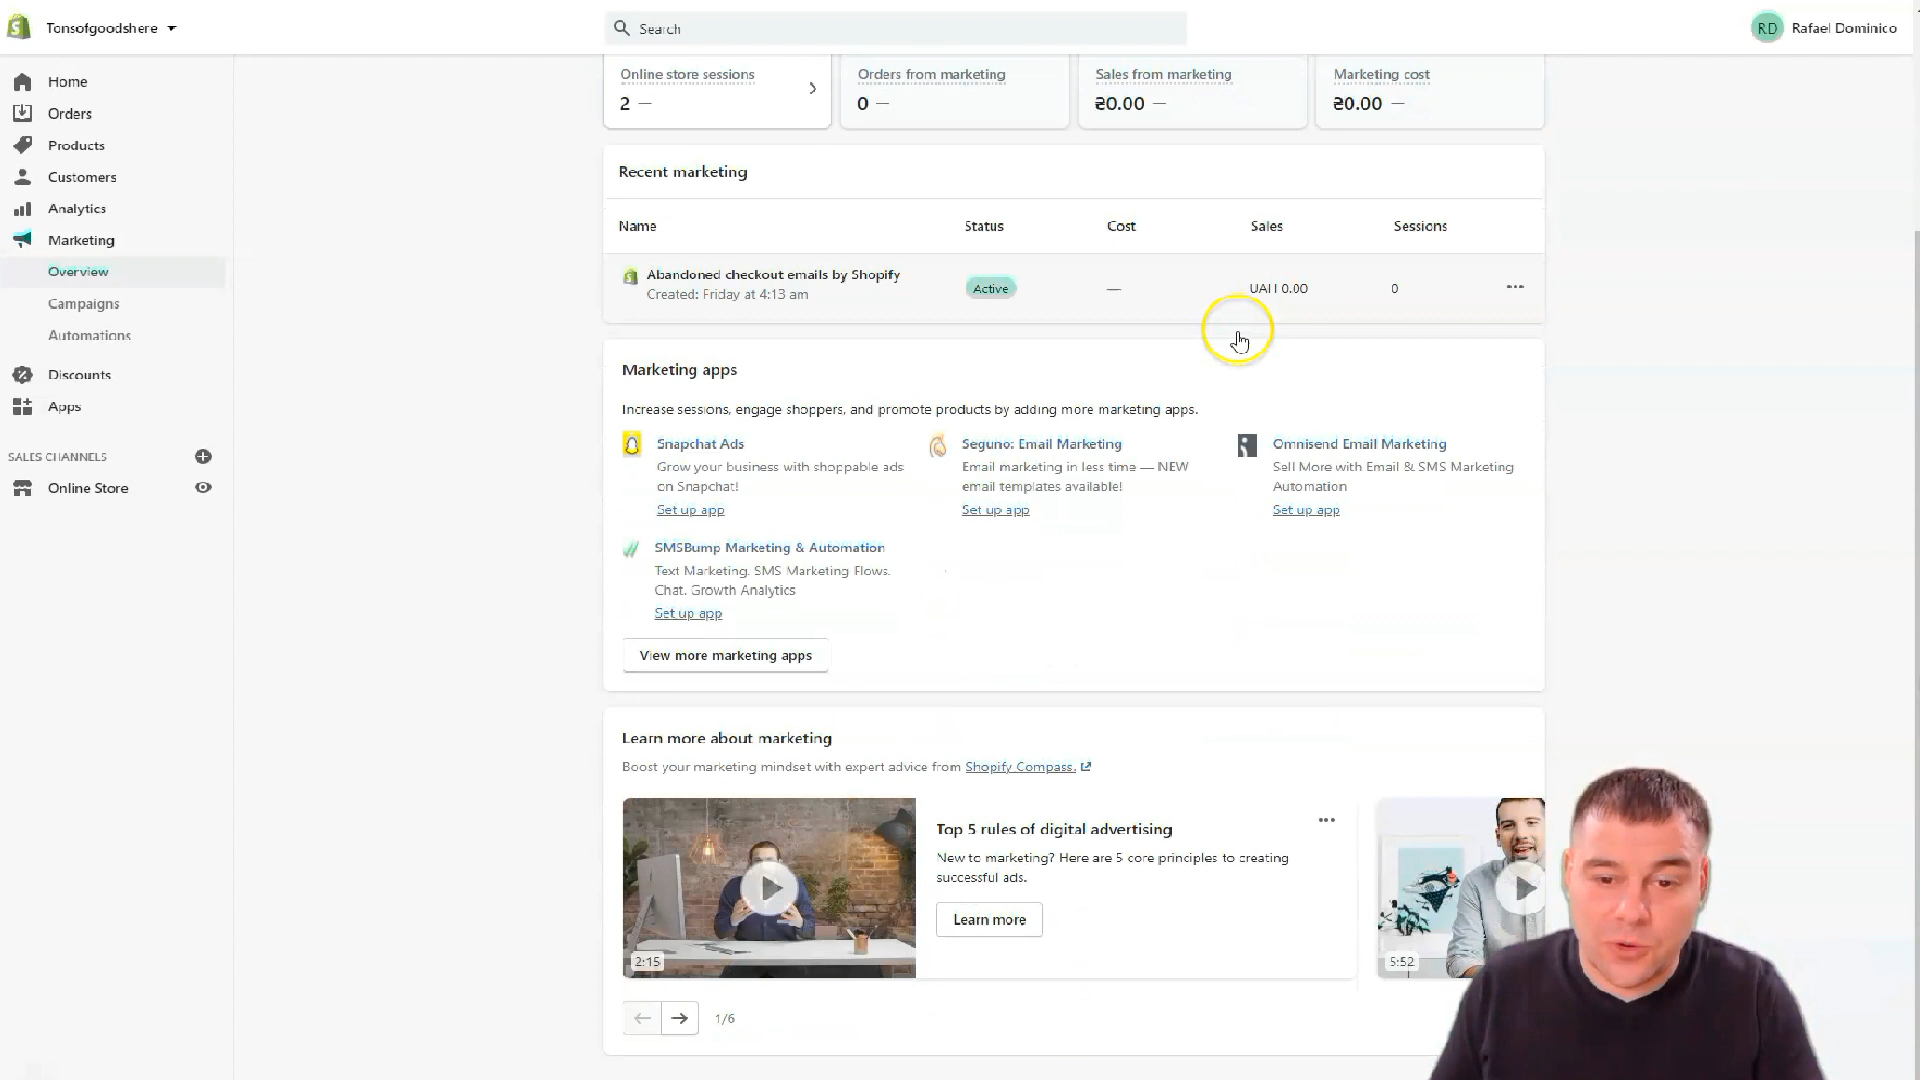 Tonsofgoodshere
Search
RD Rafael Dominico
Home
Orders
Products
Customers
Analytics
Marketing
Overview
Campaigns
Automations
Discounts
Apps
SALES CHANNELS
Online Store
Online store sessions
2 —
Orders from marketing
0 —
Sales from marketing
₴0.00 —
Marketing cost
₴0.00 —
Recent marketing
Name Status Cost Sales Sessions
Abandoned checkout emails by Shopify
Created: Friday at 4:13 am
Active — UAH 0.00 0
Marketing apps
Increase sessions, engage shoppers, and promote products by adding more marketing apps.
Snapchat Ads
Grow your business with shoppable ads
on Snapchat!
Set up app
Seguno: Email Marketing
Email marketing in less time — NEW
email templates available!
Set up app
Omnisend Email Marketing
Sell More with Email & SMS Marketing
Automation
Set up app
SMSBump Marketing & Automation
Text Marketing, SMS Marketing Flows,
Chat, Growth Analytics
Set up app
View more marketing apps
Learn more about marketing
Boost your marketing mindset with expert advice from Shopify Compass.
2:15
Top 5 rules of digital advertising
New to marketing? Here are 5 core principles to creating
successful ads.
Learn more
5:52
1/6